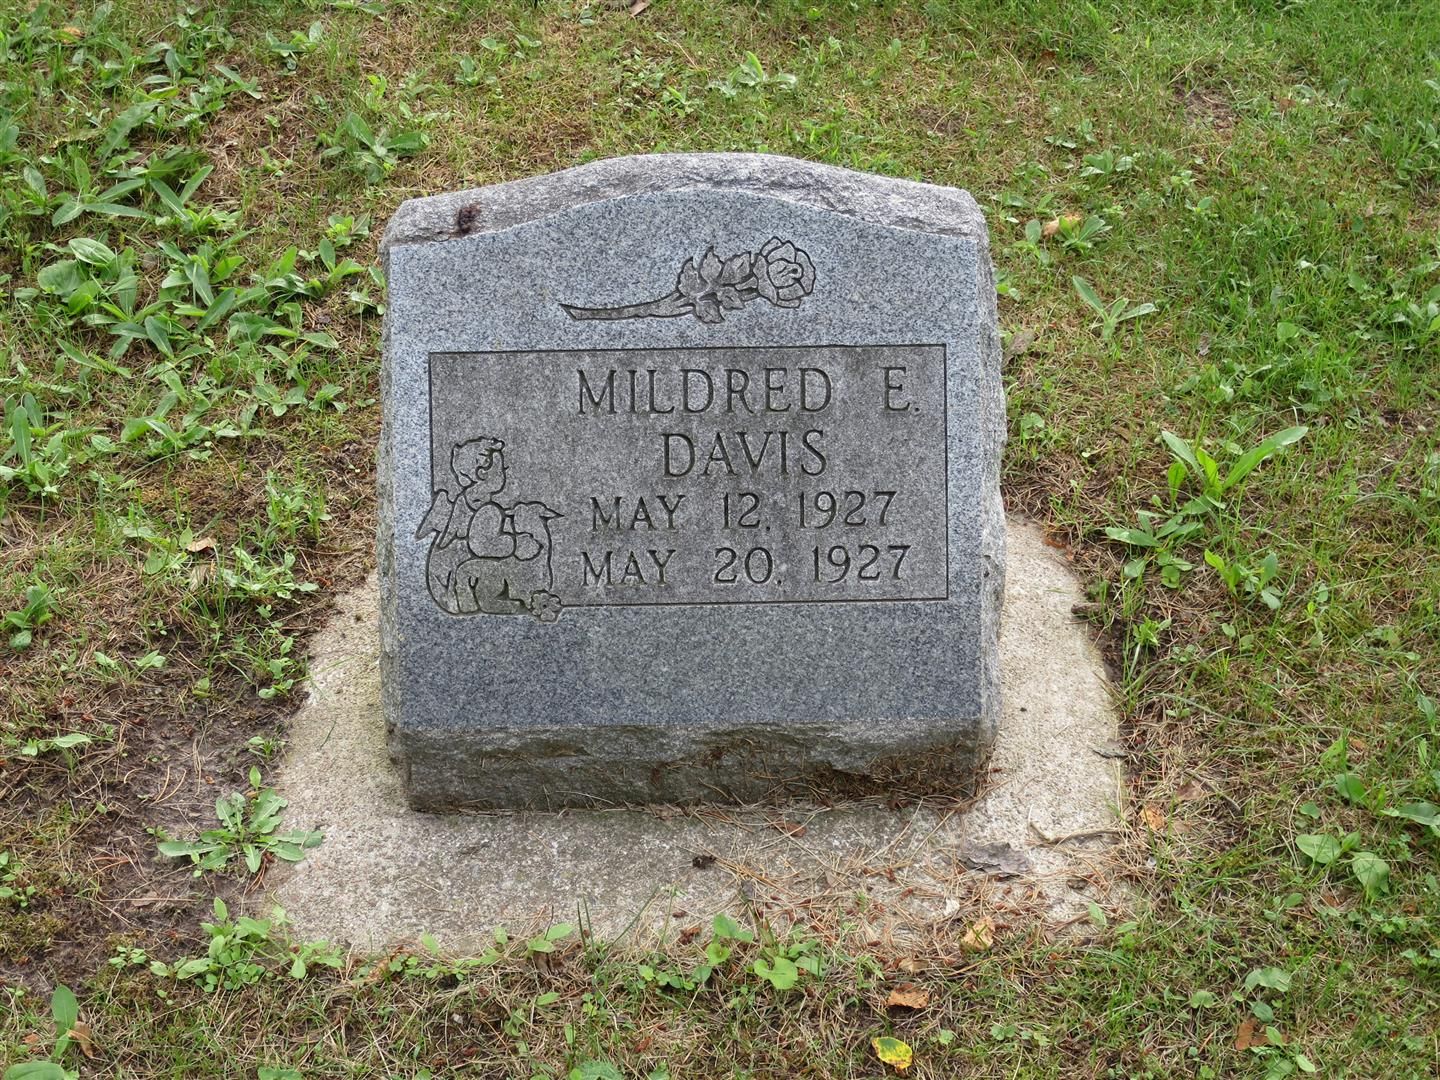 MILDRED E.
DAVIS
MAY 12, 1927
MAY 20, 1927